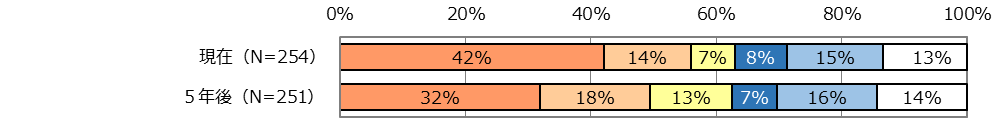 0% 20% 40% 60% 80% 100%
現在（N=254） 42% 14% 7% 8% 15% 13%
５年後（N=251） 32% 18% 13% 7% 16% 14%